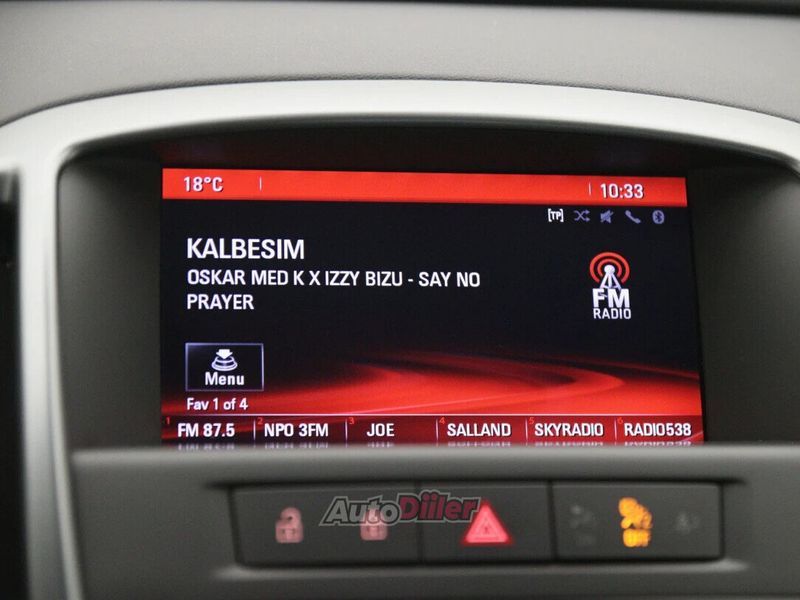 18°C
10:33
[TP]
KALBESIM
OSKAR MED K X IZZY BIZU - SAY NO
PRAYER
FM
RADIO
Menu
Fav 1 of 4
1 FM 87.5 2 NPO 3FM 3 JOE 4 SALLAND 5 SKYRADIO 6 RADIO538
AutoDiiler
OFF